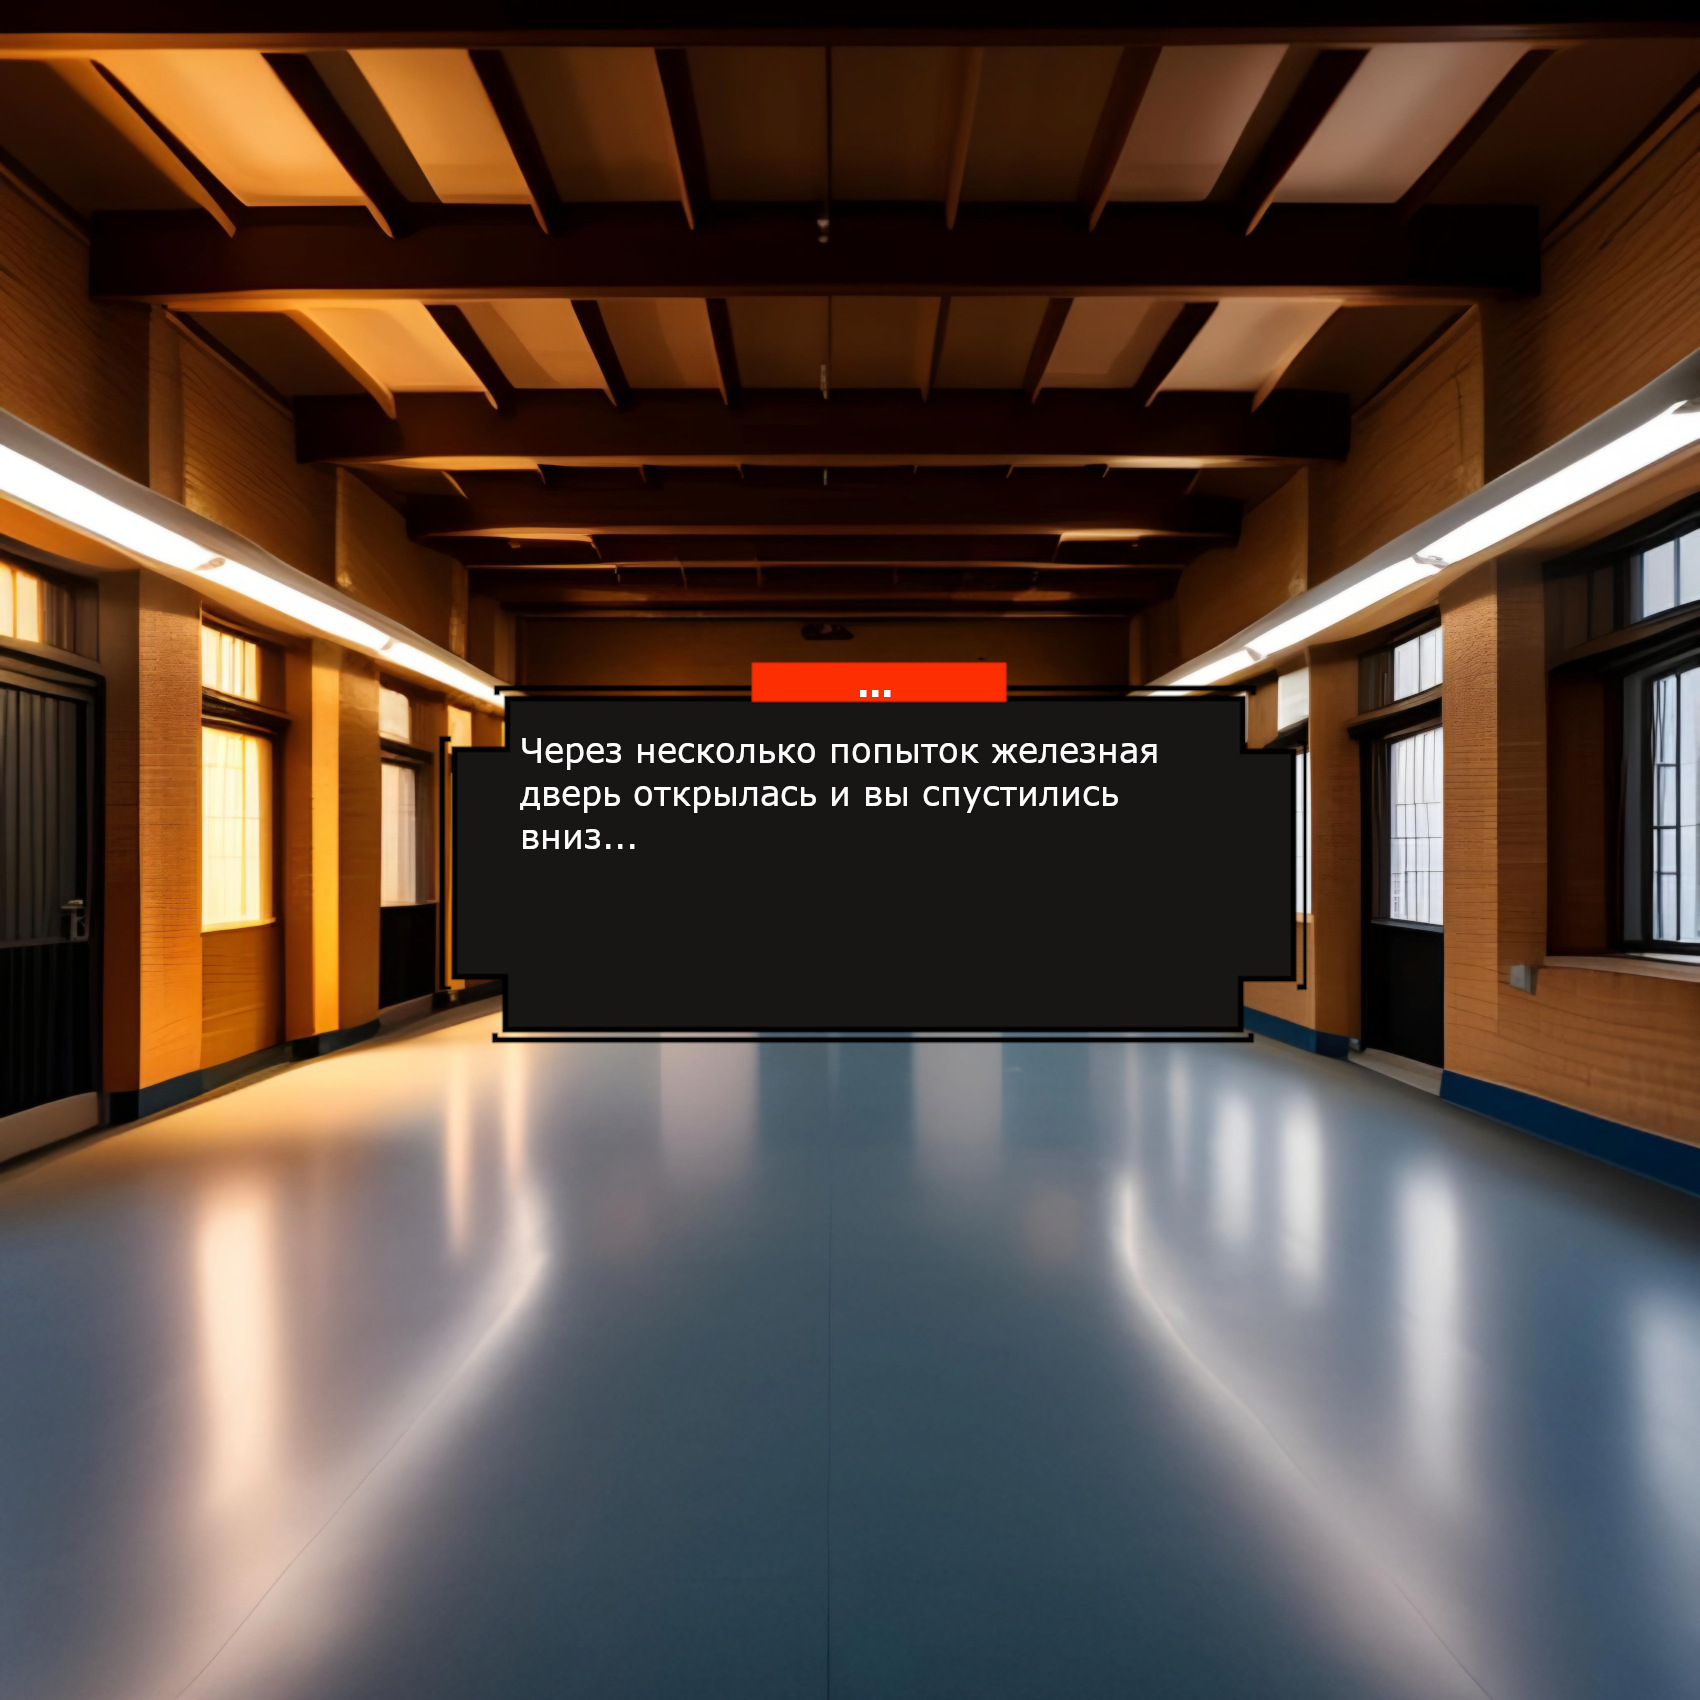 ...
Через несколько попыток железная
дверь открылась и вы спустились
вниз...